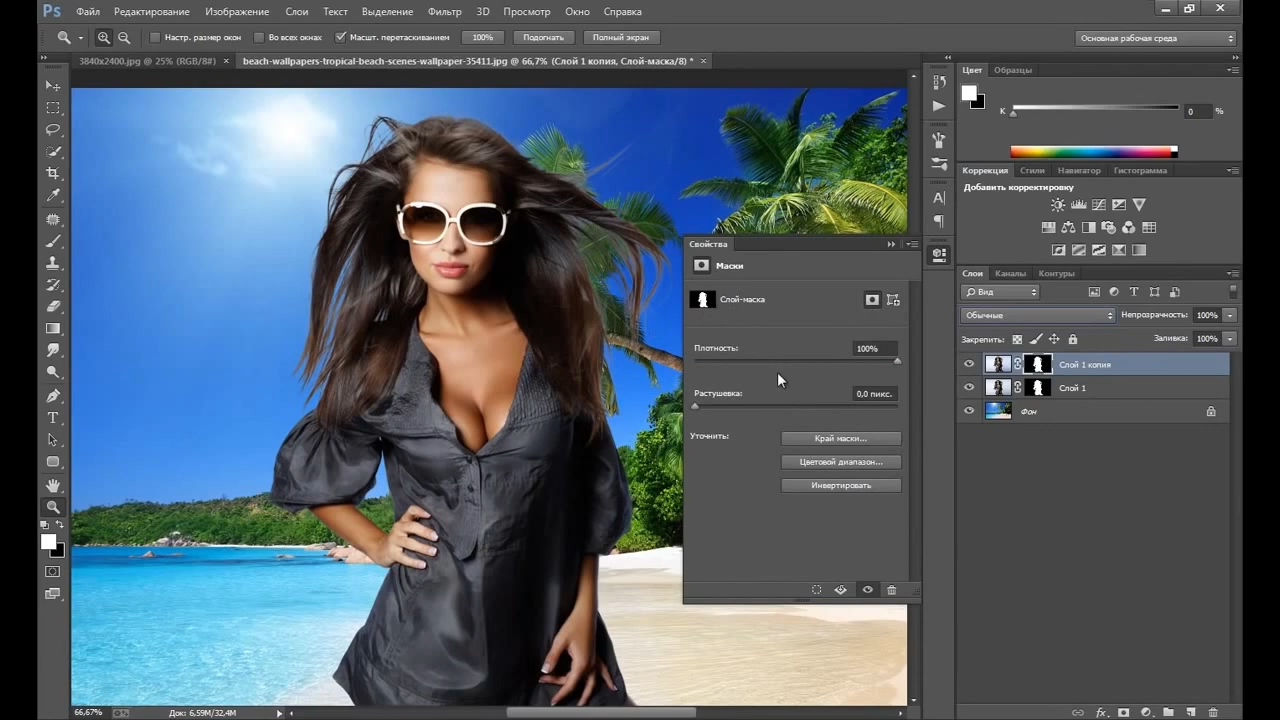 Ps Файл Редактирование Изображение Слои Текст Выделение Фильтр 3D Просмотр Окно Справка
Настр. размер окон Во всех окнах Масшт. перетаскиванием 100% Подогнать Полный экран Основная рабочая среда
3840x2400.jpg @ 25% (RGB/8#) × beach-wallpapers-tropical-beach-scenes-wallpaper-35411.jpg @ 66,7% (Слой 1 копия, Слой-маска/8) * ×
Цвет Образцы
K 0 %
Коррекция Стили Навигатор Гистограмма
Добавить корректировку
Свойства
Маски
Слой-маска
Плотность: 100%
Растушевка: 0,0 пикс.
Уточнить: Край маски...
Цветовой диапазон...
Инвертировать
Слои Каналы Контуры
Вид
Обычные Непрозрачность: 100%
Закрепить: Заливка: 100%
Слой 1 копия
Слой 1
Фон
66,67% Док: 6,59M/32,4M